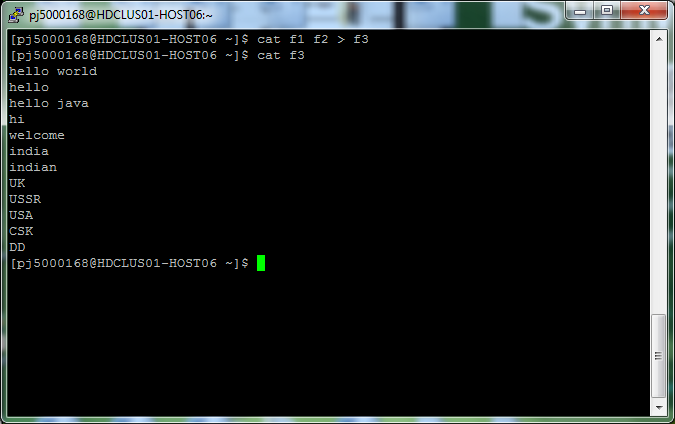 pj5000168@HDCLUS01-HOST06:~
[pj5000168@HDCLUS01-HOST06 ~]$ cat f1 f2 > f3
[pj5000168@HDCLUS01-HOST06 ~]$ cat f3
hello world
hello
hello java
hi
welcome
india
indian
UK
USSR
USA
CSK
DD
[pj5000168@HDCLUS01-HOST06 ~]$